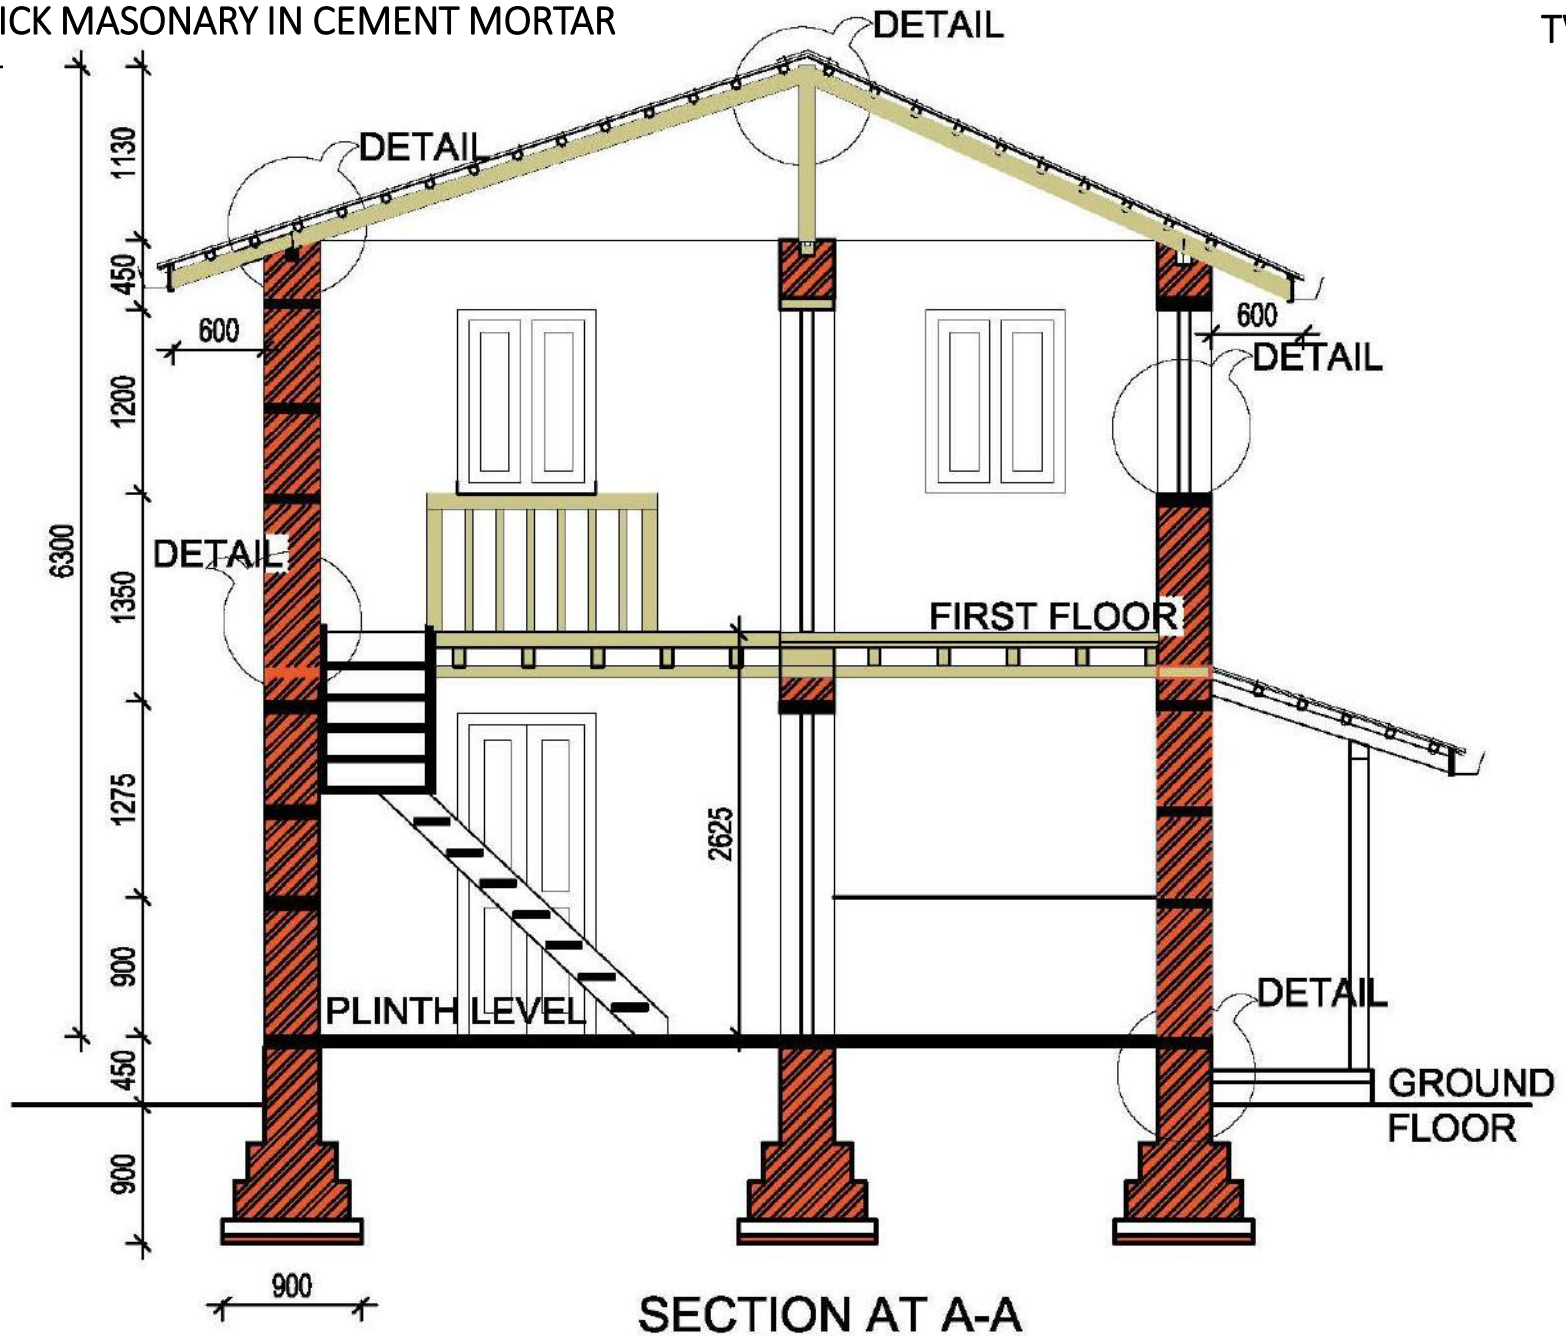 ICK MASONARY IN CEMENT MORTAR
TW
DETAIL
DETAIL
1130
450
600
600
DETAIL
1200
6300
DETAIL
1350
FIRST FLOOR
1275
2625
900
PLINTH LEVEL
DETAIL
450
GROUND
FLOOR
900
900
SECTION AT A-A